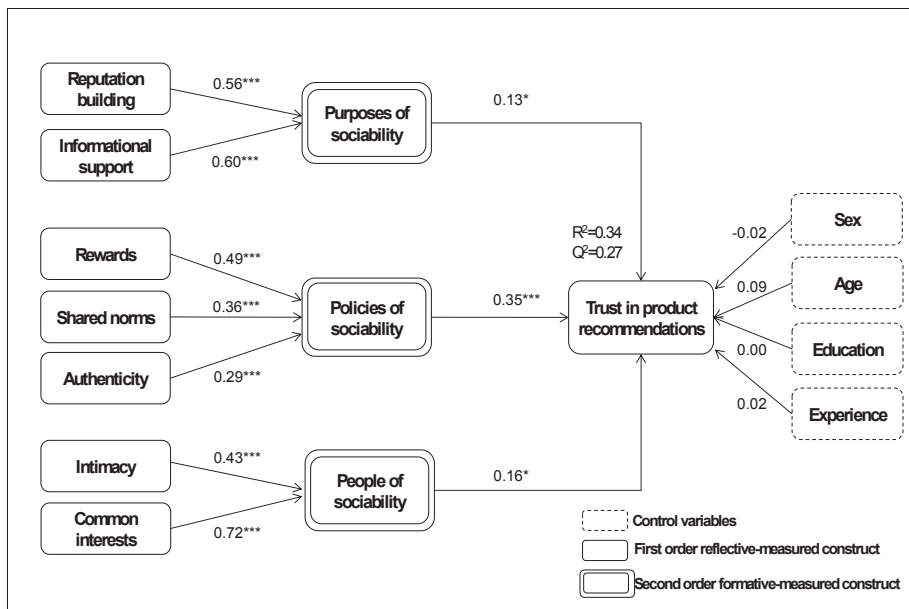 Reputation
building
0.56***
Informational
support
0.60***
Purposes of
sociability
0.13*
Rewards
0.49***
Shared norms
0.36***
Authenticity
0.29***
Policies of
sociability
0.35***
Intimacy
0.43***
Common
interests
0.72***
People of
sociability
0.16*
R²=0.34
Q²=0.27
Trust in product
recommendations
-0.02
Sex
0.09
Age
0.00
Education
0.02
Experience
Control variables
First order reflective-measured construct
Second order formative-measured construct